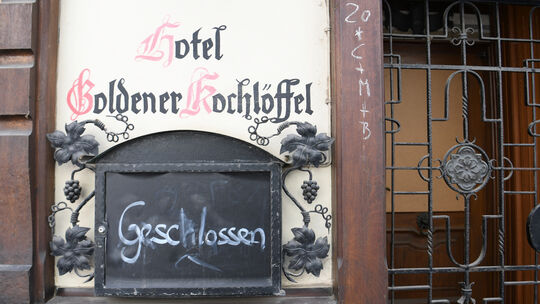 Hotel
Goldener Kochlöffel
Geschlossen
20
*
C
+
M
+
B